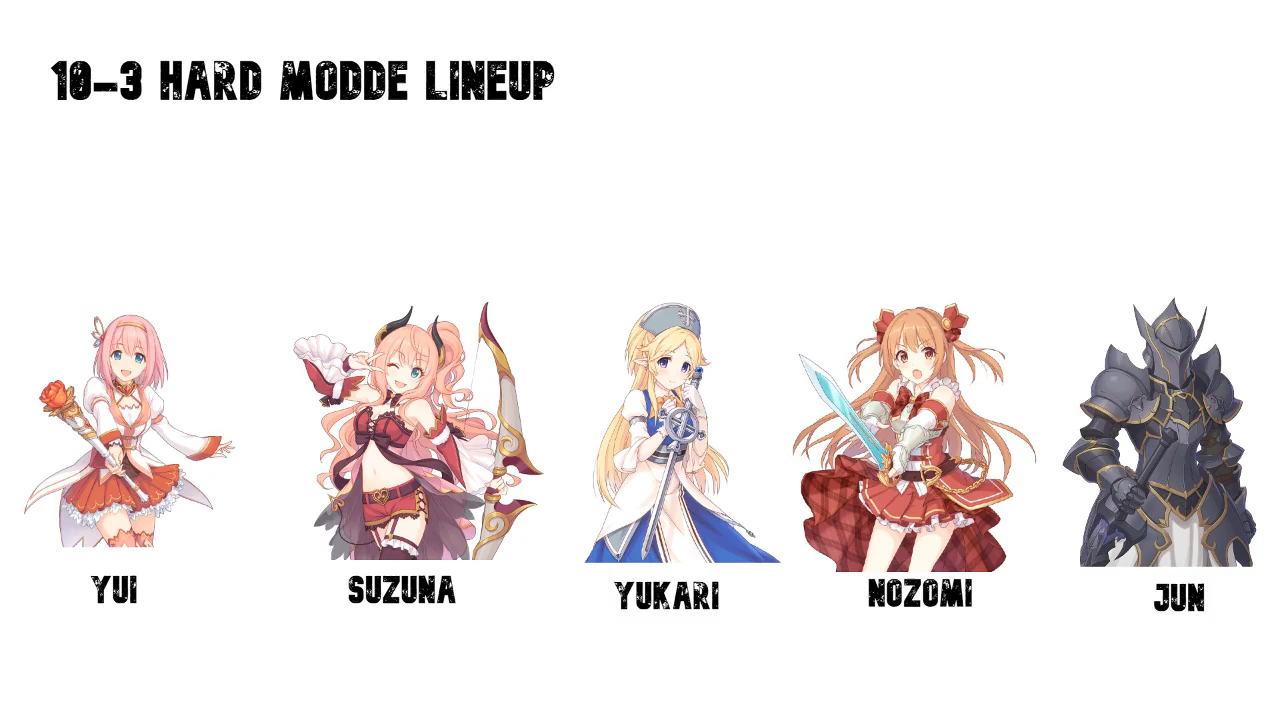 10-3 HARD MODDE LINEUP
YUI
SUZUNA
YUKARI
NOZOMI
JUN